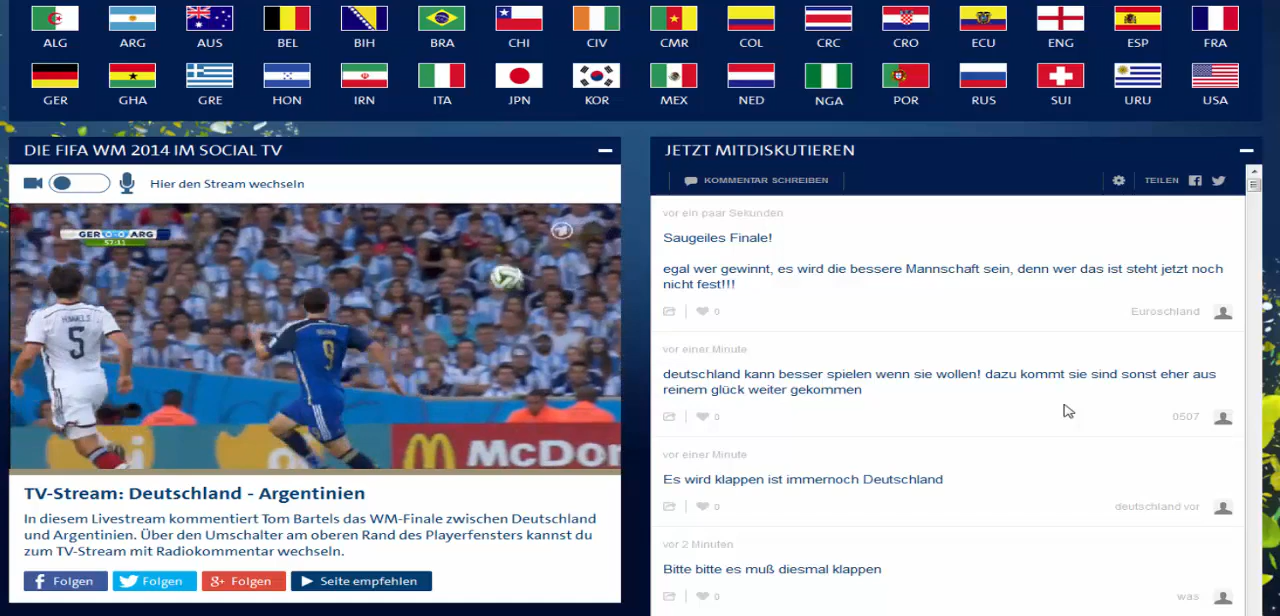 ALG ARG AUS BEL BIH BRA CHI CIV CMR COL CRC CRO ECU ENG ESP FRA
GER GHA GRE HON IRN ITA JPN KOR MEX NED NGA POR RUS SUI URU USA
DIE FIFA WM 2014 IM SOCIAL TV
Hier den Stream wechseln
GER 0-0 ARG
57:11
5
9
McDon
TV-Stream: Deutschland - Argentinien
In diesem Livestream kommentiert Tom Bartels das WM-Finale zwischen Deutschland
und Argentinien. Über den Umschalter am oberen Rand des Playerfensters kannst du
zum TV-Stream mit Radiokommentar wechseln.
Folgen Folgen Folgen Seite empfehlen
JETZT MITDISKUTIEREN
KOMMENTAR SCHREIBEN TEILEN
vor ein paar Sekunden
Saugeiles Finale!
egal wer gewinnt, es wird die bessere Mannschaft sein, denn wer das ist steht jetzt noch
nicht fest!!!
0 Euroschland
vor einer Minute
deutschland kann besser spielen wenn sie wollen! dazu kommt sie sind sonst eher aus
reinem glück weiter gekommen
0 0507
vor einer Minute
Es wird klappen ist immernoch Deutschland
0 deutschland vor
vor 2 Minuten
Bitte bitte es muß diesmal klappen
0 was